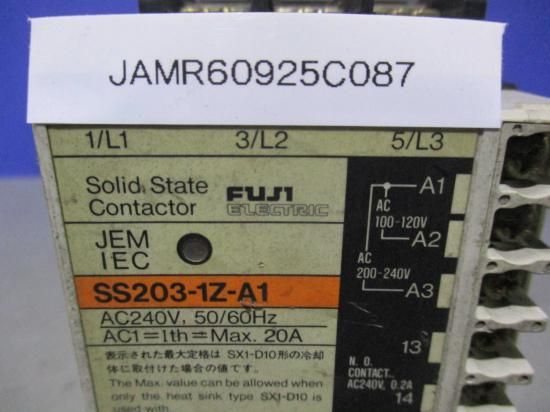 JAMR60925C087
1/L1 3/L2 5/L3
Solid State
Contactor
FUJI
ELECTRIC
JEM
IEC
SS203-1Z-A1
AC240V, 50/60Hz
AC1=Ith=Max. 20A
表示された最大定格は SX1-D10形の冷却
体に取付けた場合の値です。
The Max. value can be allowed when
only the heat sink type SX1-D10 is
used with
A1
AC
100-120V
A2
AC
200-240V
A3
13
N. O.
CONTACT
AC240V, 0.2A
14